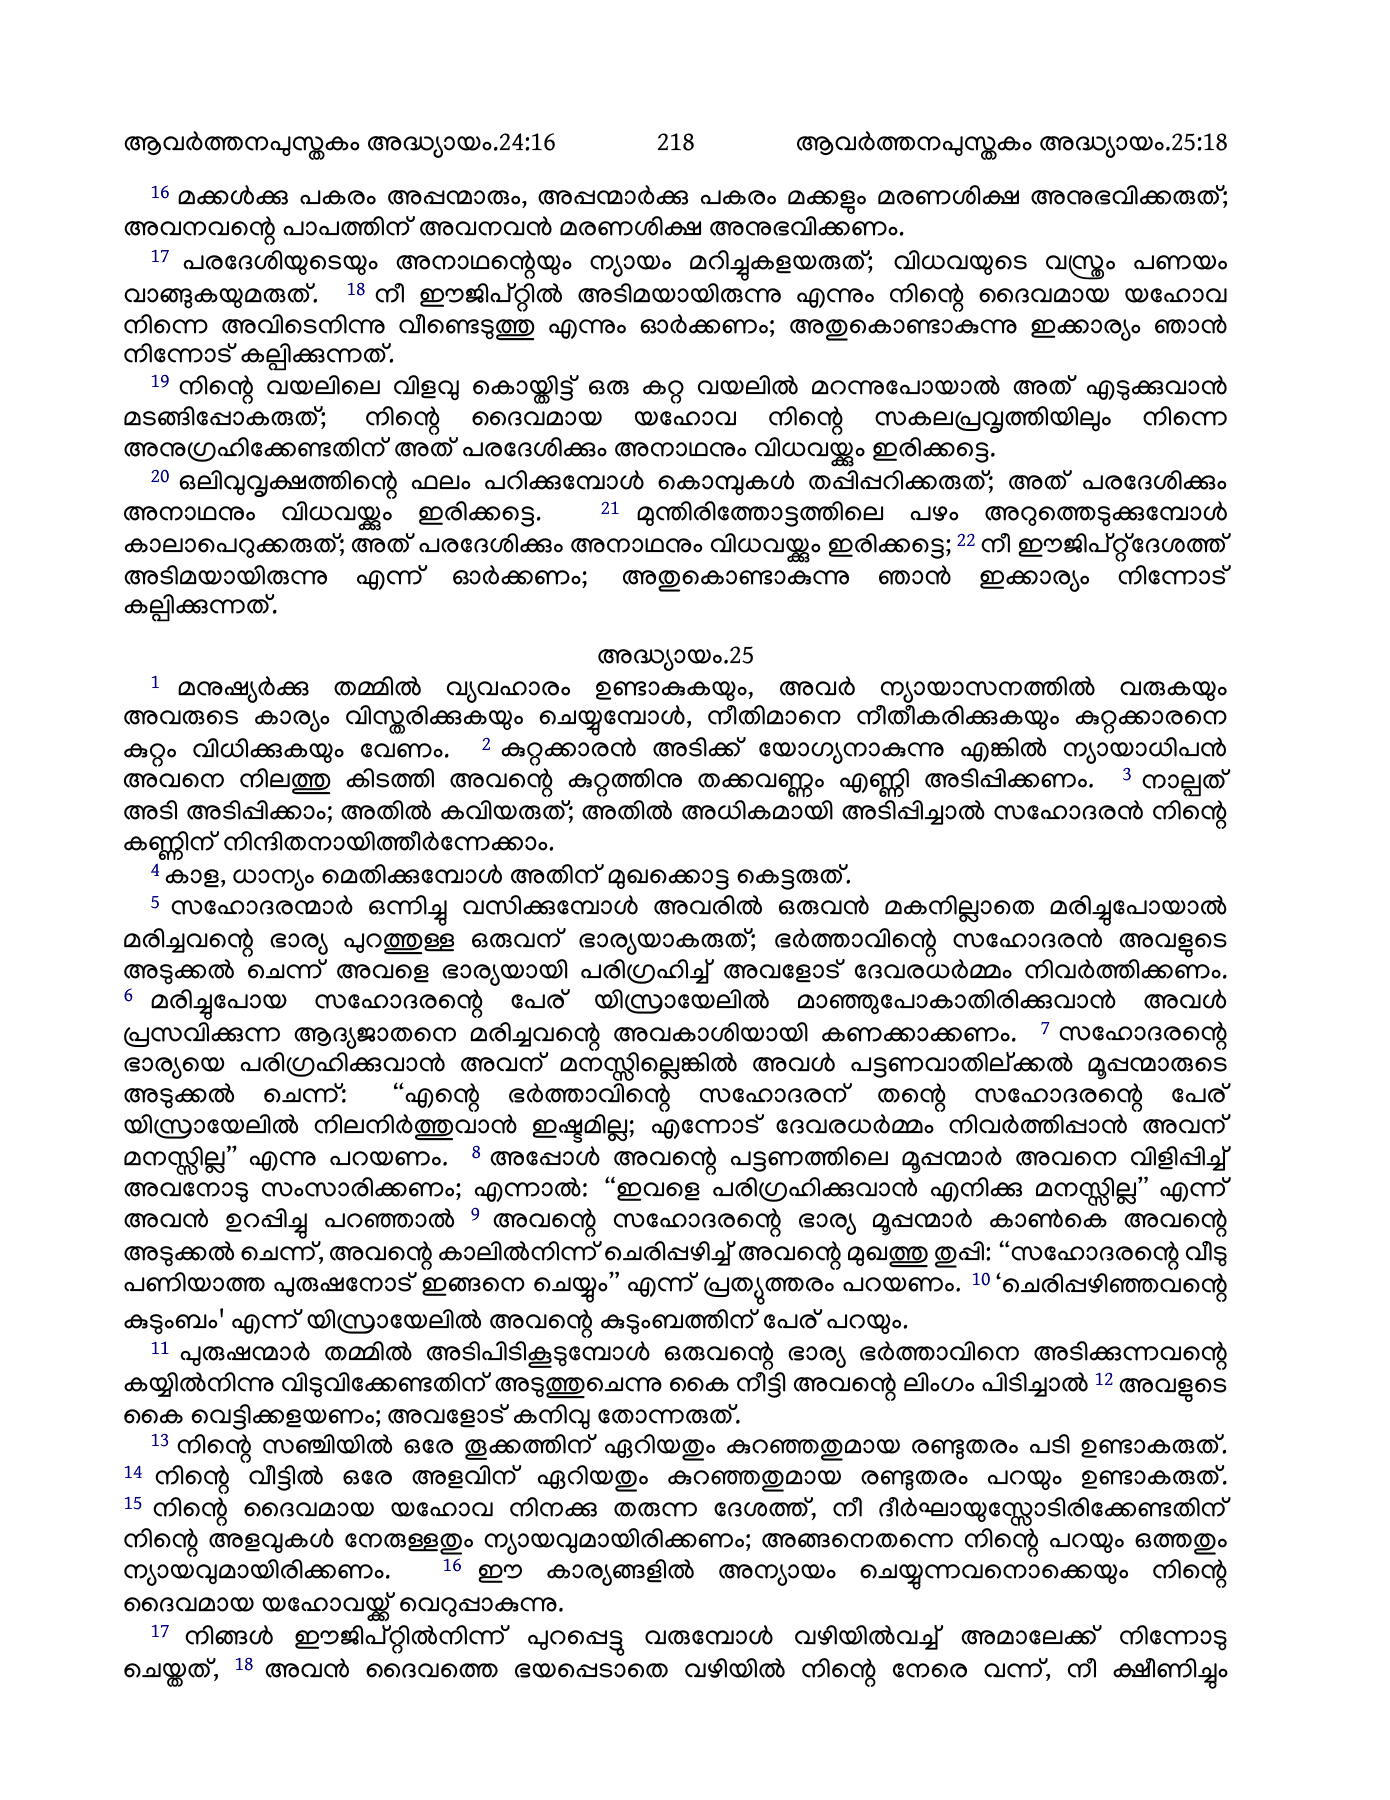 ആവർത്തനപുസ്തകം അദ്ധ്യായം.24:16 218 ആവർത്തനപുസ്തകം അദ്ധ്യായം.25:18
16 മക്കൾക്കു പകരം അപ്പന്മാരും, അപ്പന്മാർക്കു പകരം മക്കളും മരണശിക്ഷ അനുഭവിക്കരുത്;
അവനവന്റെ പാപത്തിന് അവനവൻ മരണശിക്ഷ അനുഭവിക്കണം.
17 പരദേശിയുടെയും അനാഥന്റെയും ന്യായം മറിച്ചുകളയരുത്; വിധവയുടെ വസ്ത്രം പണയം
വാങ്ങുകയുമരുത്. 18 നീ ഈജിപ്റ്റിൽ അടിമയായിരുന്നു എന്നും നിന്റെ ദൈവമായ യഹോവ
നിന്നെ അവിടെനിന്നു വീണ്ടെടുത്തു എന്നും ഓർക്കണം; അതുകൊണ്ടാകുന്നു ഇക്കാര്യം ഞാൻ
നിന്നോട് കല്പിക്കുന്നത്.
19 നിന്റെ വയലിലെ വിളവു കൊയ്തിട്ട് ഒരു കറ്റ വയലിൽ മറന്നുപോയാൽ അത് എടുക്കുവാൻ
മടങ്ങിപ്പോകരുത്; നിന്റെ ദൈവമായ യഹോവ നിന്റെ സകലപ്രവൃത്തിയിലും നിന്നെ
അനുഗ്രഹിക്കേണ്ടതിന് അത് പരദേശിക്കും അനാഥനും വിധവയ്ക്കും ഇരിക്കട്ടെ.
20 ഒലിവുവൃക്ഷത്തിന്റെ ഫലം പറിക്കുമ്പോൾ കൊമ്പുകൾ തപ്പിപ്പറിക്കരുത്; അത് പരദേശിക്കും
അനാഥനും വിധവയ്ക്കും ഇരിക്കട്ടെ. 21 മുന്തിരിത്തോട്ടത്തിലെ പഴം അറുത്തെടുക്കുമ്പോൾ
കാലാപെറുക്കരുത്; അത് പരദേശിക്കും അനാഥനും വിധവയ്ക്കും ഇരിക്കട്ടെ; 22 നീ ഈജിപ്റ്റ്ദേശത്ത്
അടിമയായിരുന്നു എന്ന് ഓർക്കണം; അതുകൊണ്ടാകുന്നു ഞാൻ ഇക്കാര്യം നിന്നോട്
കല്പിക്കുന്നത്.
അദ്ധ്യായം.25
1 മനുഷ്യർക്കു തമ്മിൽ വ്യവഹാരം ഉണ്ടാകുകയും, അവർ ന്യായാസനത്തിൽ വരുകയും
അവരുടെ കാര്യം വിസ്തരിക്കുകയും ചെയ്യുമ്പോൾ, നീതിമാനെ നീതീകരിക്കുകയും കുറ്റക്കാരനെ
കുറ്റം വിധിക്കുകയും വേണം. 2 കുറ്റക്കാരൻ അടിക്ക് യോഗ്യനാകുന്നു എങ്കിൽ ന്യായാധിപൻ
അവനെ നിലത്തു കിടത്തി അവന്റെ കുറ്റത്തിനു തക്കവണ്ണം എണ്ണി അടിപ്പിക്കണം. 3 നാല്പത്
അടി അടിപ്പിക്കാം; അതിൽ കവിയരുത്; അതിൽ അധികമായി അടിപ്പിച്ചാൽ സഹോദരൻ നിന്റെ
കണ്ണിന് നിന്ദിതനായിത്തീർന്നേക്കാം.
4 കാള, ധാന്യം മെതിക്കുമ്പോൾ അതിന് മുഖക്കൊട്ട കെട്ടരുത്.
5 സഹോദരന്മാർ ഒന്നിച്ചു വസിക്കുമ്പോൾ അവരിൽ ഒരുവൻ മകനില്ലാതെ മരിച്ചുപോയാൽ
മരിച്ചവന്റെ ഭാര്യ പുറത്തുള്ള ഒരുവന് ഭാര്യയാകരുത്; ഭർത്താവിന്റെ സഹോദരൻ അവളുടെ
അടുക്കൽ ചെന്ന് അവളെ ഭാര്യയായി പരിഗ്രഹിച്ച് അവളോട് ദേവരധർമ്മം നിവർത്തിക്കണം.
6 മരിച്ചുപോയ സഹോദരന്റെ പേര് യിസ്രായേലിൽ മാഞ്ഞുപോകാതിരിക്കുവാൻ അവൾ
പ്രസവിക്കുന്ന ആദ്യജാതനെ മരിച്ചവന്റെ അവകാശിയായി കണക്കാക്കണം. 7 സഹോദരന്റെ
ഭാര്യയെ പരിഗ്രഹിക്കുവാൻ അവന് മനസ്സില്ലെങ്കിൽ അവൾ പട്ടണവാതില്ക്കൽ മൂപ്പന്മാരുടെ
അടുക്കൽ ചെന്ന്: “എന്റെ ഭർത്താവിന്റെ സഹോദരന് തന്റെ സഹോദരന്റെ പേര്
യിസ്രായേലിൽ നിലനിർത്തുവാൻ ഇഷ്ടമില്ല; എന്നോട് ദേവരധർമ്മം നിവർത്തിപ്പാൻ അവന്
മനസ്സില്ല” എന്നു പറയണം. 8 അപ്പോൾ അവന്റെ പട്ടണത്തിലെ മൂപ്പന്മാർ അവനെ വിളിപ്പിച്ച്
അവനോടു സംസാരിക്കണം; എന്നാൽ: “ഇവളെ പരിഗ്രഹിക്കുവാൻ എനിക്കു മനസ്സില്ല” എന്ന്
അവൻ ഉറപ്പിച്ചു പറഞ്ഞാൽ 9 അവന്റെ സഹോദരന്റെ ഭാര്യ മൂപ്പന്മാർ കാൺകെ അവന്റെ
അടുക്കൽ ചെന്ന്, അവന്റെ കാലിൽനിന്ന് ചെരിപ്പഴിച്ച് അവന്റെ മുഖത്തു തുപ്പി: “സഹോദരന്റെ വീടു
പണിയാത്ത പുരുഷനോട് ഇങ്ങനെ ചെയ്യും” എന്ന് പ്രത്യുത്തരം പറയണം. 10 ‘ചെരിപ്പഴിഞ്ഞവന്റെ
കുടുംബം' എന്ന് യിസ്രായേലിൽ അവന്റെ കുടുംബത്തിന് പേര് പറയും.
11 പുരുഷന്മാർ തമ്മിൽ അടിപിടികൂടുമ്പോൾ ഒരുവന്റെ ഭാര്യ ഭർത്താവിനെ അടിക്കുന്നവന്റെ
കയ്യിൽനിന്നു വിടുവിക്കേണ്ടതിന് അടുത്തുചെന്നു കൈ നീട്ടി അവന്റെ ലിംഗം പിടിച്ചാൽ 12 അവളുടെ
കൈ വെട്ടിക്കളയണം; അവളോട് കനിവു തോന്നരുത്.
13 നിന്റെ സഞ്ചിയിൽ ഒരേ തൂക്കത്തിന് ഏറിയതും കുറഞ്ഞതുമായ രണ്ടുതരം പടി ഉണ്ടാകരുത്.
14 നിന്റെ വീട്ടിൽ ഒരേ അളവിന് ഏറിയതും കുറഞ്ഞതുമായ രണ്ടുതരം പറയും ഉണ്ടാകരുത്.
15 നിന്റെ ദൈവമായ യഹോവ നിനക്കു തരുന്ന ദേശത്ത്, നീ ദീർഘായുസ്സോടിരിക്കേണ്ടതിന്
നിന്റെ അളവുകൾ നേരുള്ളതും ന്യായവുമായിരിക്കണം; അങ്ങനെതന്നെ നിന്റെ പറയും ഒത്തതും
ന്യായവുമായിരിക്കണം. 16 ഈ കാര്യങ്ങളിൽ അന്യായം ചെയ്യുന്നവനൊക്കെയും നിന്റെ
ദൈവമായ യഹോവയ്ക്ക് വെറുപ്പാകുന്നു.
17 നിങ്ങൾ ഈജിപ്റ്റിൽനിന്ന് പുറപ്പെട്ടു വരുമ്പോൾ വഴിയിൽവച്ച് അമാലേക്ക് നിന്നോടു
ചെയ്തത്, 18 അവൻ ദൈവത്തെ ഭയപ്പെടാതെ വഴിയിൽ നിന്റെ നേരെ വന്ന്, നീ ക്ഷീണിച്ചും